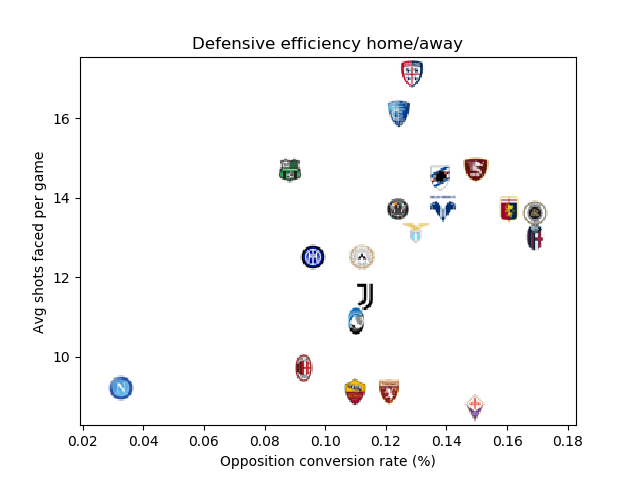 Defensive efficiency home/away
Avg shots faced per game
16
14
12
10
0.02 0.04 0.06 0.08 0.10 0.12 0.14 0.16 0.18
Opposition conversion rate (%)
N